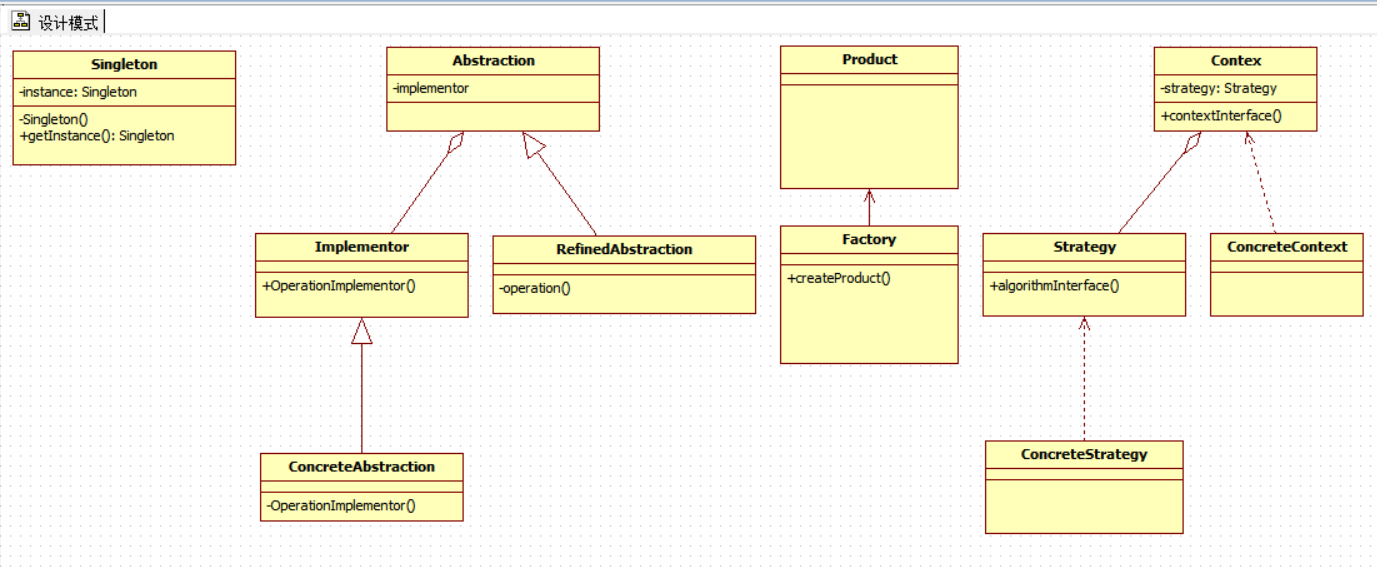 设计模式
Singleton
-instance: Singleton
-Singleton()
+getInstance(): Singleton
Abstraction
-implementor
Product
Contex
-strategy: Strategy
+contextInterface()
Implementor
+OperationImplementor()
RefinedAbstraction
-operation()
Factory
+createProduct()
Strategy
+algorithmInterface()
ConcreteContext
ConcreteAbstraction
-OperationImplementor()
ConcreteStrategy